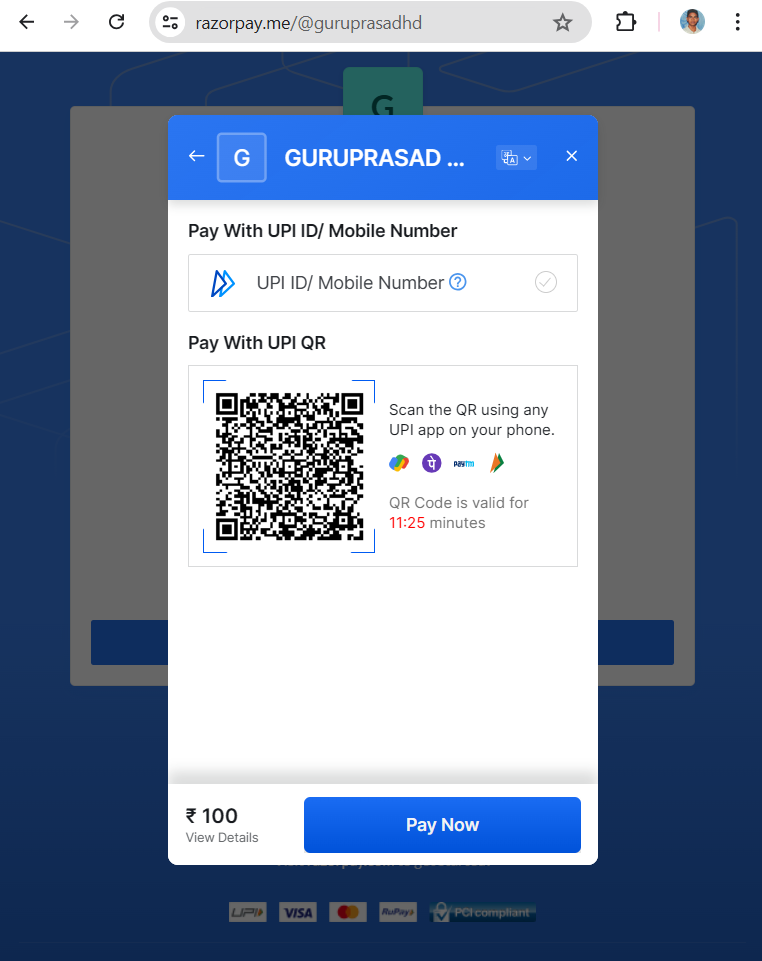 razorpay.me/@guruprasadhd
G
G
GURUPRASAD ...
Pay With UPI ID/ Mobile Number
UPI ID/ Mobile Number
Pay With UPI QR
Scan the QR using any
UPI app on your phone.
paytm
QR Code is valid for
11:25 minutes
₹ 100
View Details
Pay Now
UPI
VISA
RuPay
PCI compliant